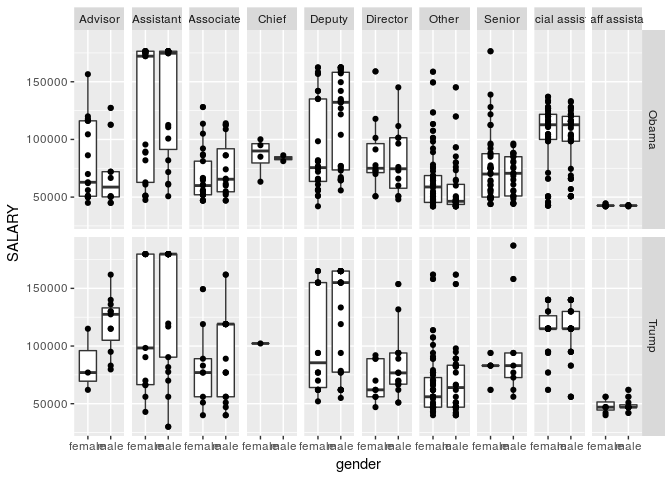 Advisor Assistant Associate Chief Deputy Director Other Senior cial assist aff assista
SALARY
150000
100000
50000
Obama
150000
100000
50000
Trump
female male female male female male female male female male female male female male female male female male female male
gender